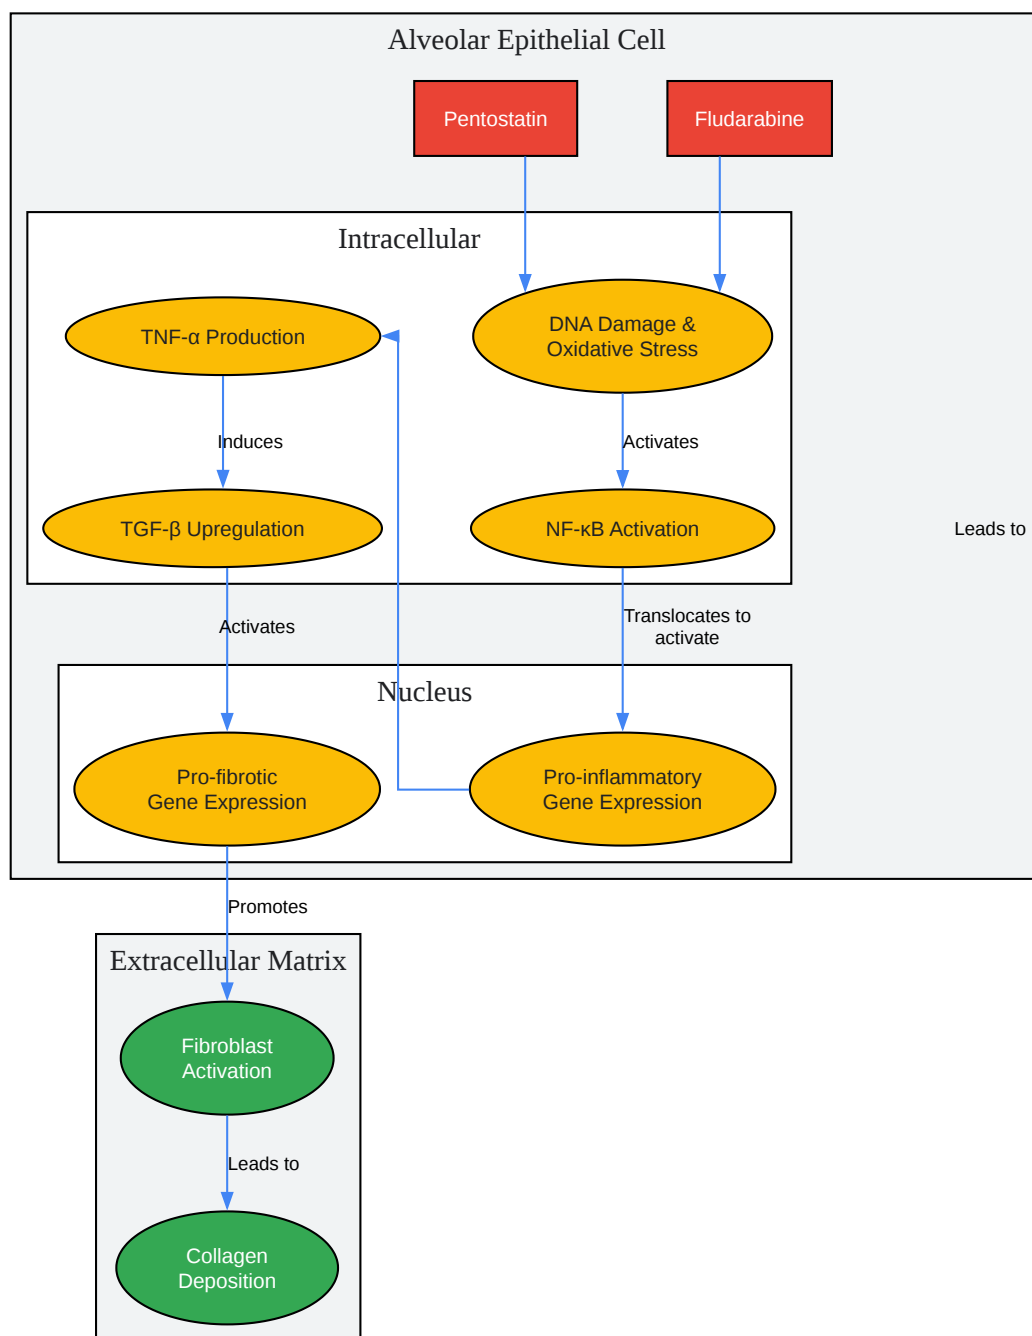 Alveolar Epithelial Cell
Pentostatin
Fludarabine
Intracellular
TNF-α Production
DNA Damage &
Oxidative Stress
Induces
Activates
TGF-β Upregulation
NF-κB Activation
Leads to
Activates
Translocates to
activate
Nucleus
Pro-fibrotic
Gene Expression
Pro-inflammatory
Gene Expression
Promotes
Extracellular Matrix
Fibroblast
Activation
Leads to
Collagen
Deposition